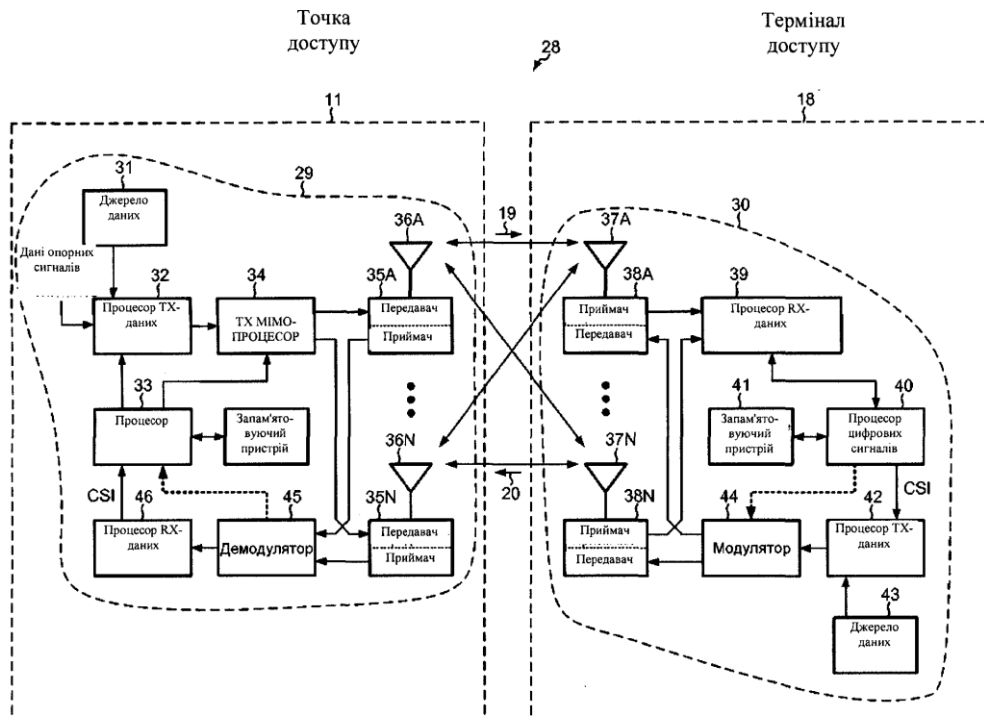 Точка
доступу
Термінал
доступу
28
11
18
31
Джерело
даних
29
30
Дані опорних
сигналів
32
Процесор TX-
даних
34
TX MIMO-
ПРОЦЕСОР
36A
35A
Передавач
Приймач
19
37A
38A
Приймач
Передавач
39
Процесор RX-
даних
33
Процесор
Запам'ято-
вуючий
пристрій
41
Запам'ято-
вуючий
пристрій
40
Процесор
цифрових
сигналів
36N
20
37N
CSI
46
Процесор RX-
даних
45
Демодулятор
35N
Передавач
Приймач
38N
Приймач
Передавач
44
Модулятор
CSI
42
Процесор TX-
даних
43
Джерело
даних